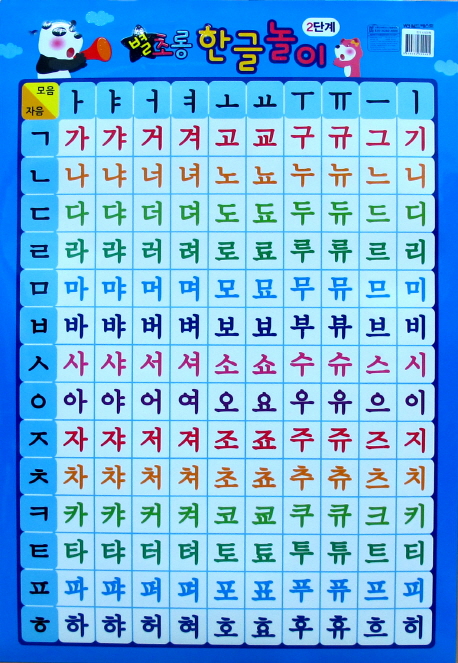 별초롱 한글놀이 2단계
모음 ㅏ ㅑ ㅓ ㅕ ㅗ ㅛ ㅜ ㅠ ㅡ ㅣ
자음
ㄱ 가 갸 거 겨 고 교 구 규 그 기
ㄴ 나 냐 너 녀 노 뇨 누 뉴 느 니
ㄷ 다 댜 더 뎌 도 됴 두 듀 드 디
ㄹ 라 랴 러 려 로 료 루 류 르 리
ㅁ 마 먀 머 며 모 묘 무 뮤 므 미
ㅂ 바 뱌 버 벼 보 뵤 부 뷰 브 비
ㅅ 사 샤 서 셔 소 쇼 수 슈 스 시
ㅇ 아 야 어 여 오 요 우 유 으 이
ㅈ 자 쟈 저 져 조 죠 주 쥬 즈 지
ㅊ 차 챠 처 쳐 초 쵸 추 츄 츠 치
ㅋ 카 캬 커 켜 코 쿄 쿠 큐 크 키
ㅌ 타 탸 터 텨 토 툐 투 튜 트 티
ㅍ 파 퍄 퍼 펴 포 표 푸 퓨 프 피
ㅎ 하 햐 허 혀 호 효 후 휴 흐 히